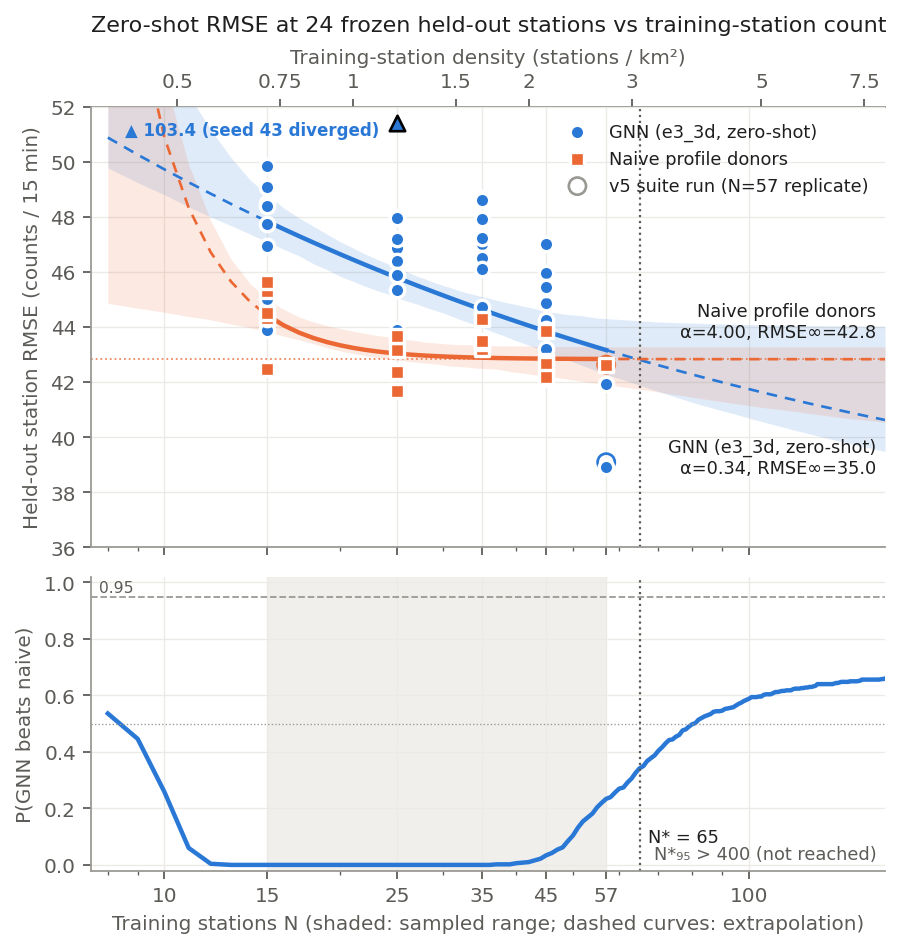 Zero-shot RMSE at 24 frozen held-out stations vs training-station count
Training-station density (stations / km²)
0.5 0.75 1 1.5 2 3 5 7.5
Held-out station RMSE (counts / 15 min)
52
50
48
46
44
42
40
38
36
▲ 103.4 (seed 43 diverged)
GNN (e3_3d, zero-shot)
Naive profile donors
v5 suite run (N=57 replicate)
Naive profile donors
α=4.00, RMSE∞=42.8
GNN (e3_3d, zero-shot)
α=0.34, RMSE∞=35.0
P(GNN beats naive)
1.0
0.8
0.6
0.4
0.2
0.0
0.95
N* = 65
N*₉₅ > 400 (not reached)
10 15 25 35 45 57 100
Training stations N (shaded: sampled range; dashed curves: extrapolation)